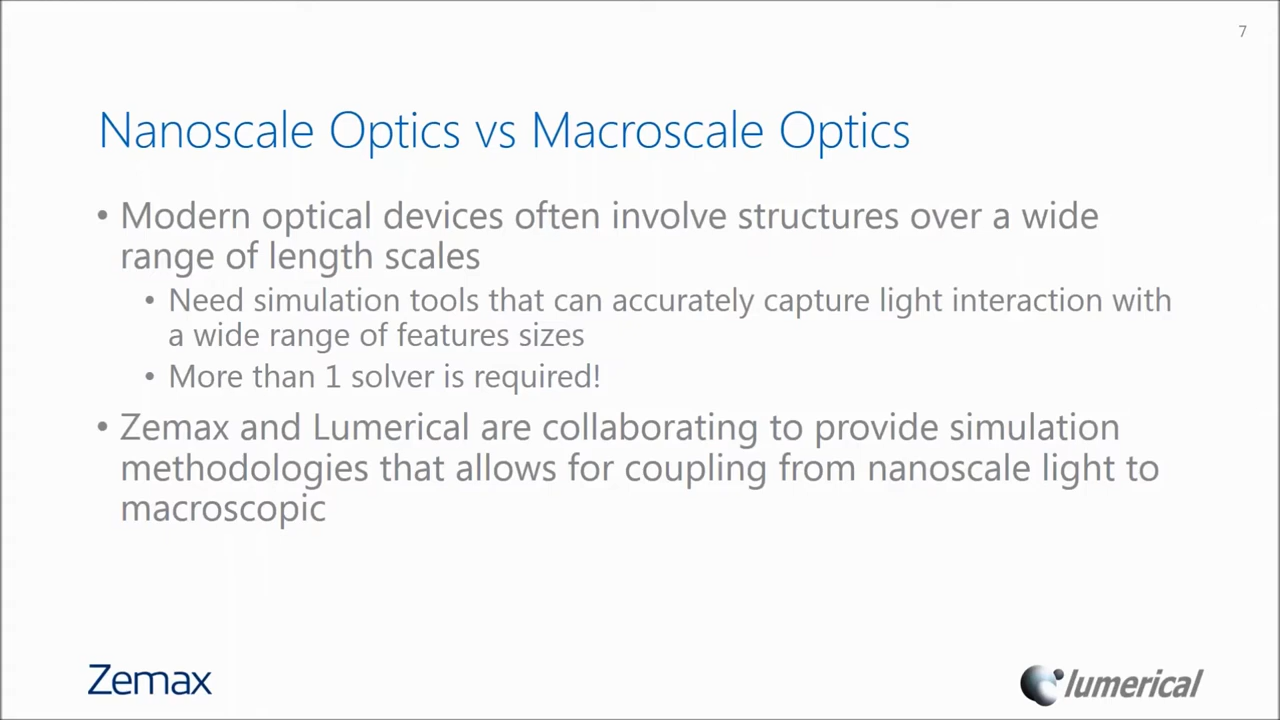 7
Nanoscale Optics vs Macroscale Optics
• Modern optical devices often involve structures over a wide
range of length scales
• Need simulation tools that can accurately capture light interaction with
a wide range of features sizes
• More than 1 solver is required!
• Zemax and Lumerical are collaborating to provide simulation
methodologies that allows for coupling from nanoscale light to
macroscopic
Zemax
lumerical